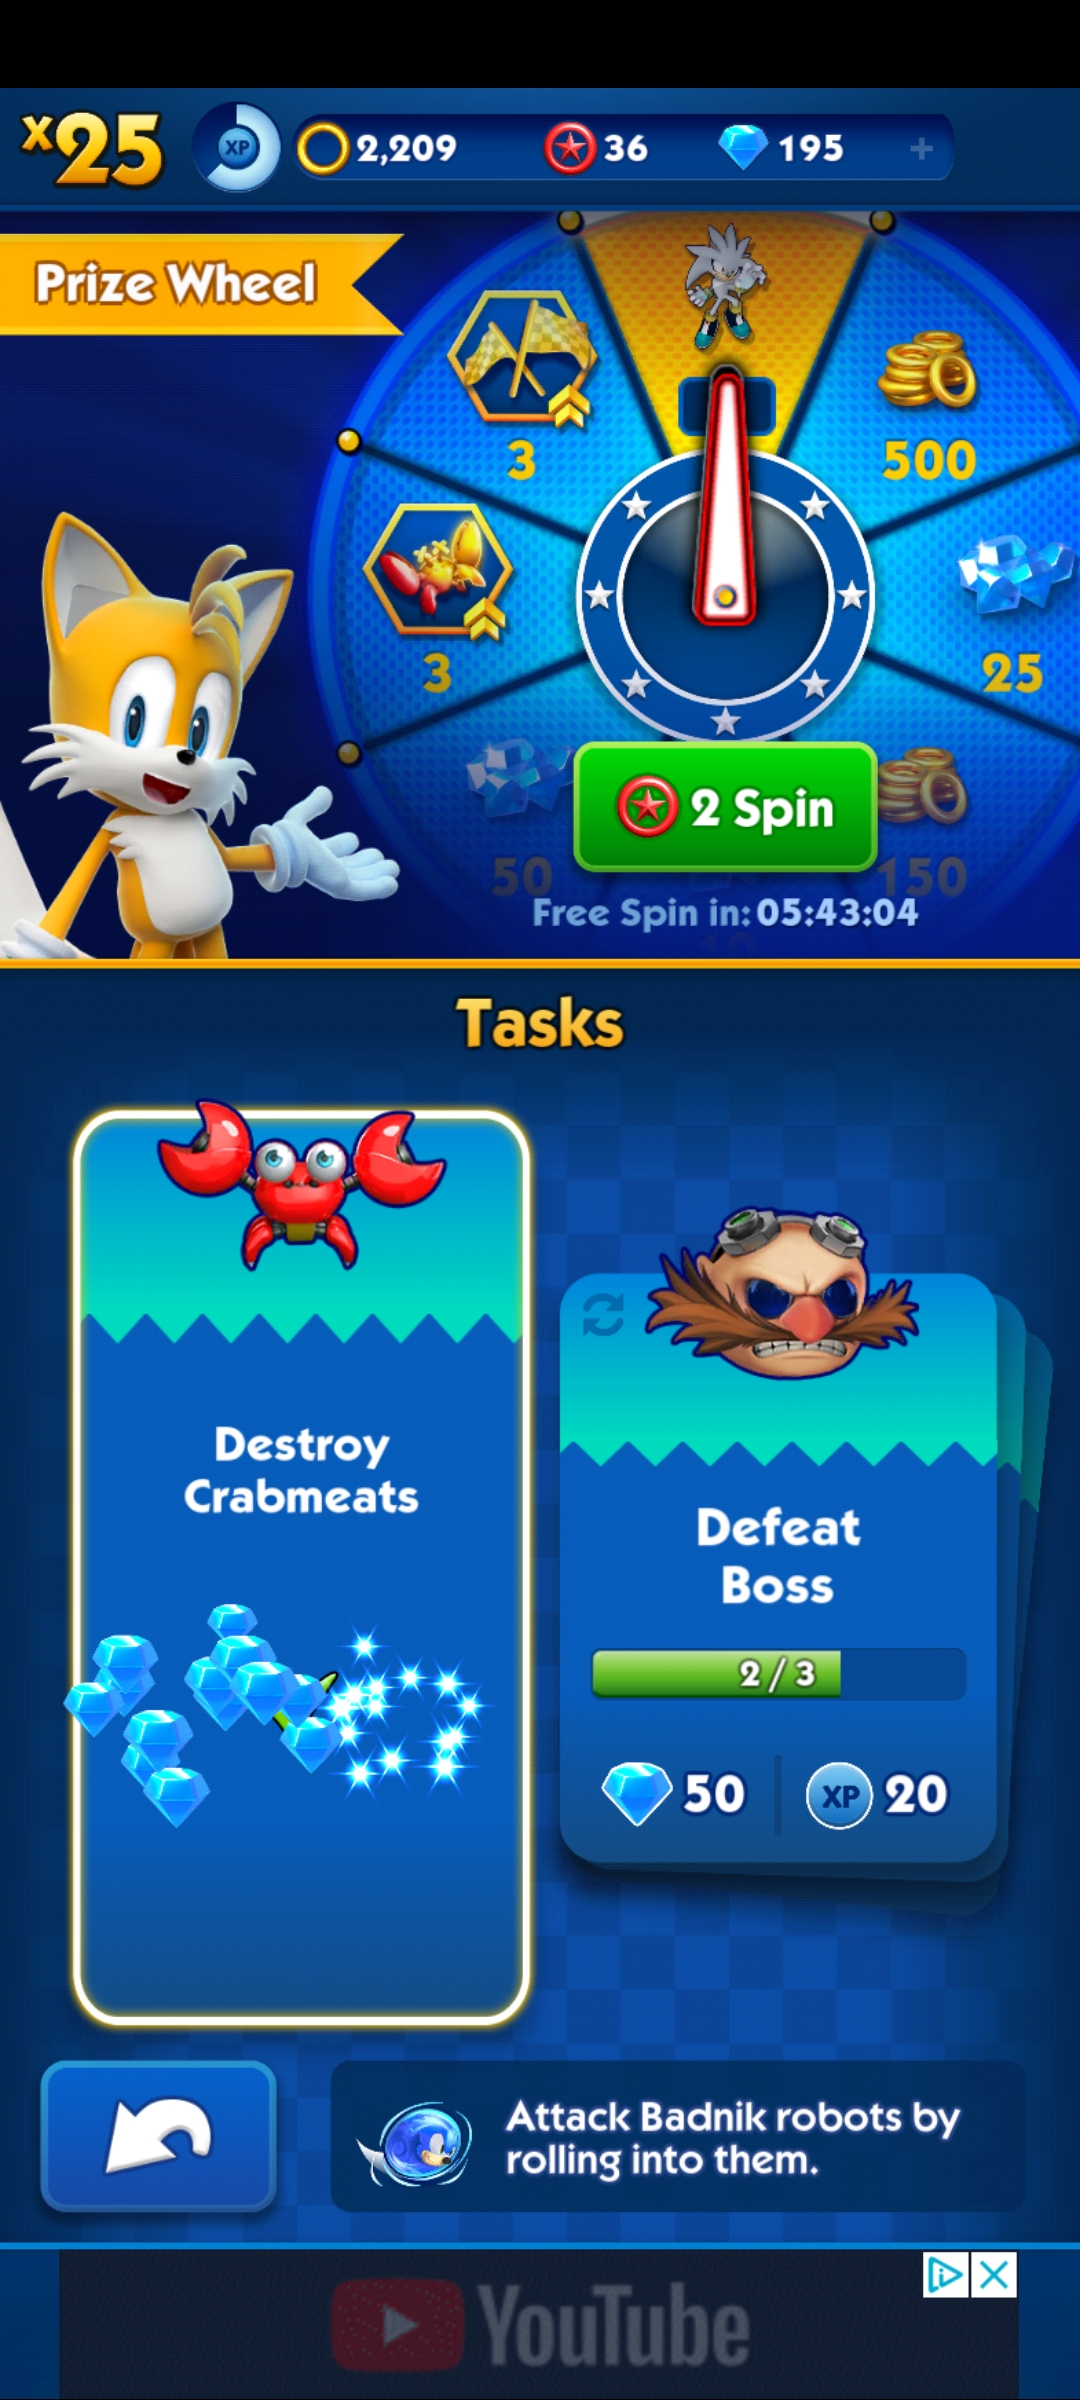 x25
XP
2,209
36
195
+
Prize Wheel
3
500
3
25
2 Spin
50
150
Free Spin in: 05:43:04
10
Tasks
Destroy
Crabmeats
Defeat
Boss
2 / 3
50
XP
20
Attack Badnik robots by
rolling into them.
YouTube